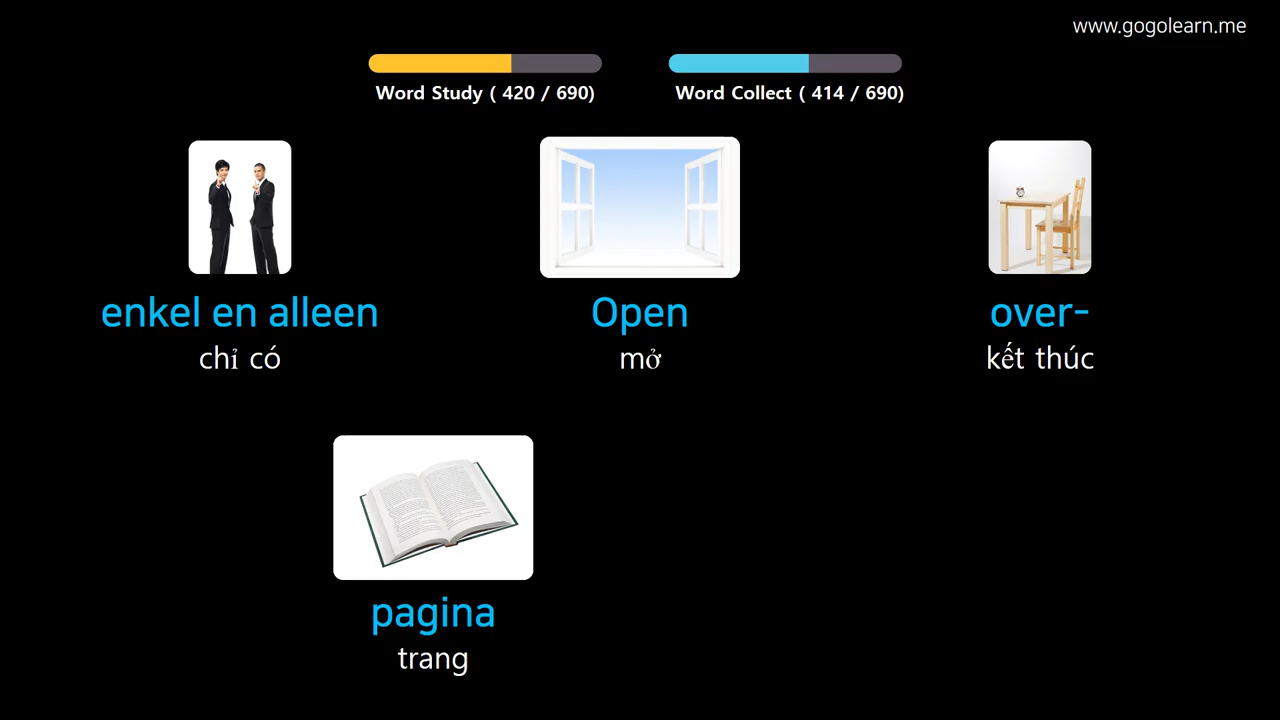 www.gogolearn.me
Word Study ( 420 / 690)
Word Collect ( 414 / 690)
enkel en alleen
chỉ có
Open
mở
over-
kết thúc
pagina
trang